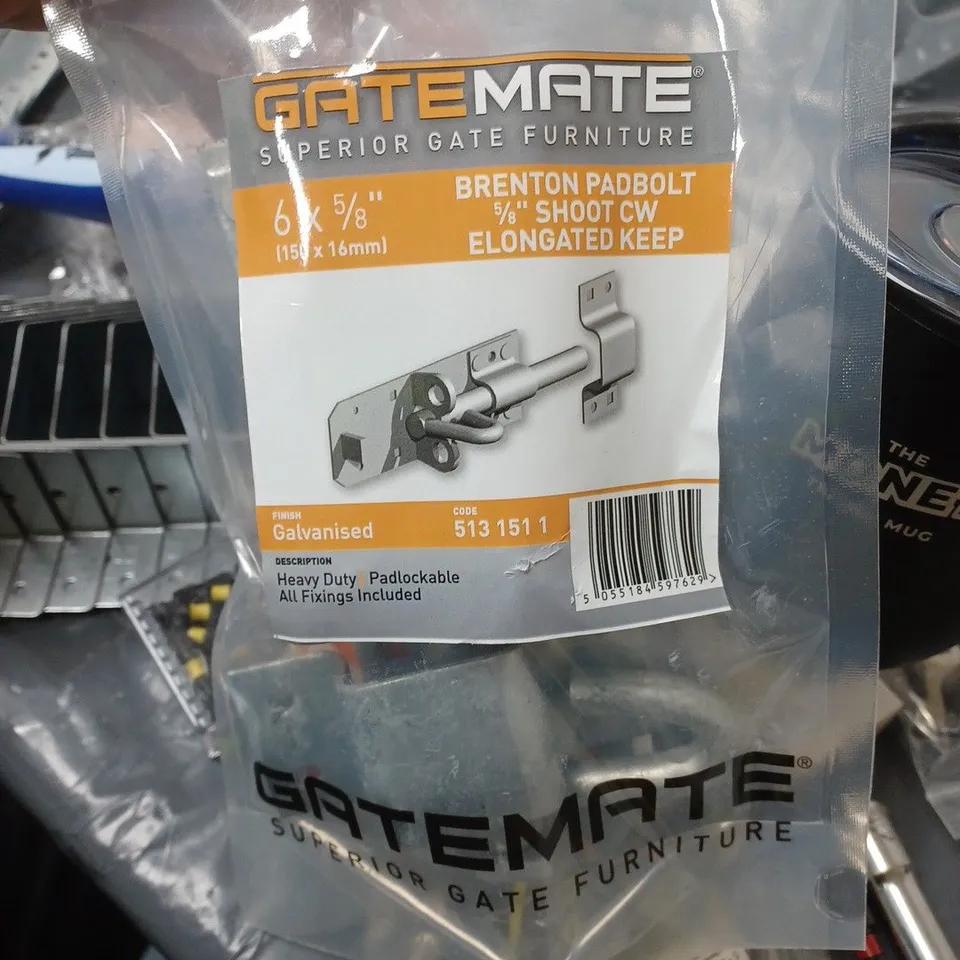 GATEMATE®
SUPERIOR GATE FURNITURE
6 x 5/8"
(150 x 16mm)
BRENTON PADBOLT
5/8" SHOOT CW
ELONGATED KEEP
FINISH
Galvanised
CODE
513 151 1
DESCRIPTION
Heavy Duty | Padlockable
All Fixings Included
5 055184 597629 >
GATEMATE®
SUPERIOR GATE FURNITURE
THE
MUG